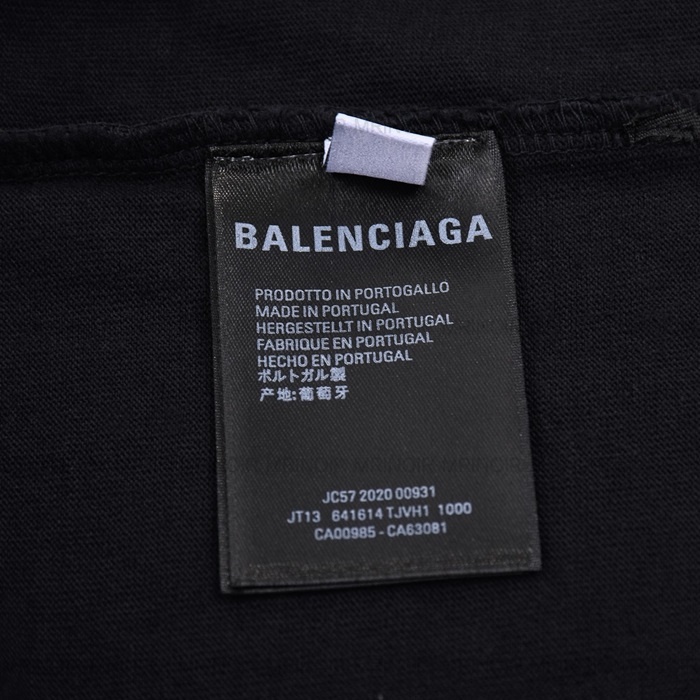 BALENCIAGA
PRODOTTO IN PORTOGALLO
MADE IN PORTUGAL
HERGESTELLT IN PORTUGAL
FABRIQUE EN PORTUGAL
HECHO EN PORTUGAL
ポルトガル製
产地:葡萄牙
JC57 2020 00931
JT13 641614 TJVH1 1000
CA00985 - CA63081